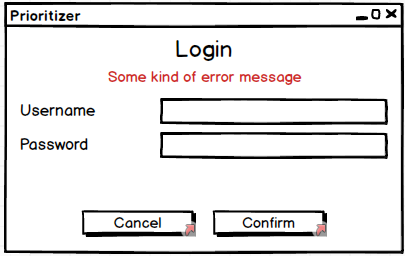 Prioritizer
Login
Some kind of error message
Username
Password
Cancel
Confirm